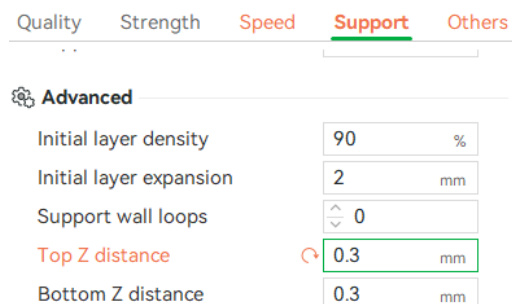 Quality Strength Speed Support Others
Advanced
Initial layer density 90 %
Initial layer expansion 2 mm
Support wall loops 0
Top Z distance 0.3 mm
Bottom Z distance 0.3 mm